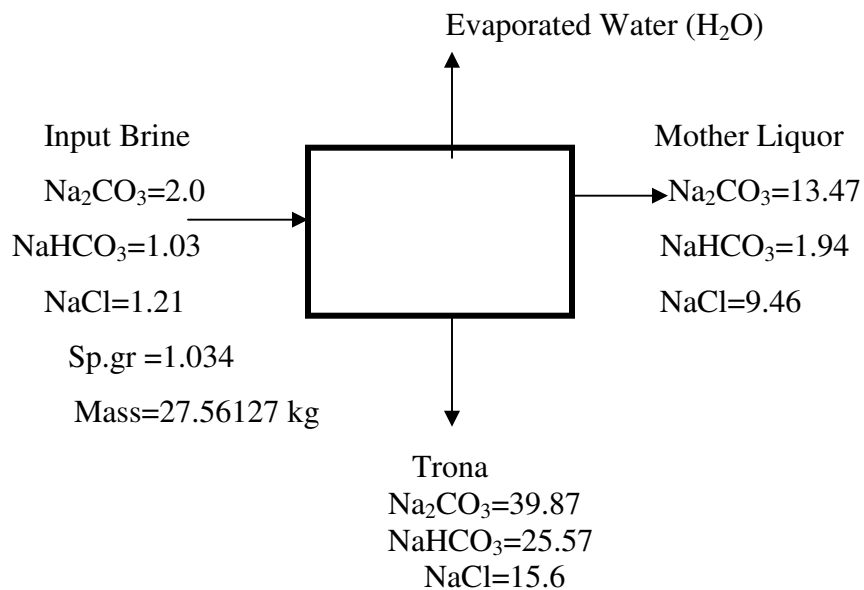 Evaporated Water (H₂O)
Input Brine
Na₂CO₃=2.0
NaHCO₃=1.03
NaCl=1.21
Sp.gr =1.034
Mass=27.56127 kg
Mother Liquor
Na₂CO₃=13.47
NaHCO₃=1.94
NaCl=9.46
Trona
Na₂CO₃=39.87
NaHCO₃=25.57
NaCl=15.6